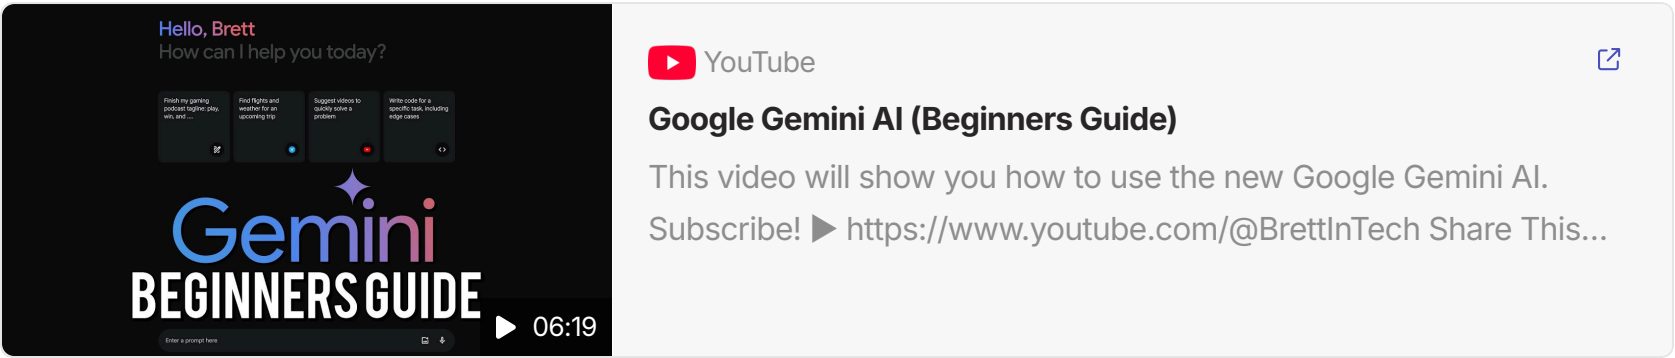 Hello, Brett
How can I help you today?
Finish my gaming
podcast tagline: play,
win, and ....
Find flights and
weather for an
upcoming trip
Suggest videos to
quickly solve a
problem
Write code for a
specific task, including
edge cases
Gemini
BEGINNERS GUIDE
Enter a prompt here
06:19
YouTube
Google Gemini AI (Beginners Guide)
This video will show you how to use the new Google Gemini AI.
Subscribe! ▶ https://www.youtube.com/@BrettInTech Share This...